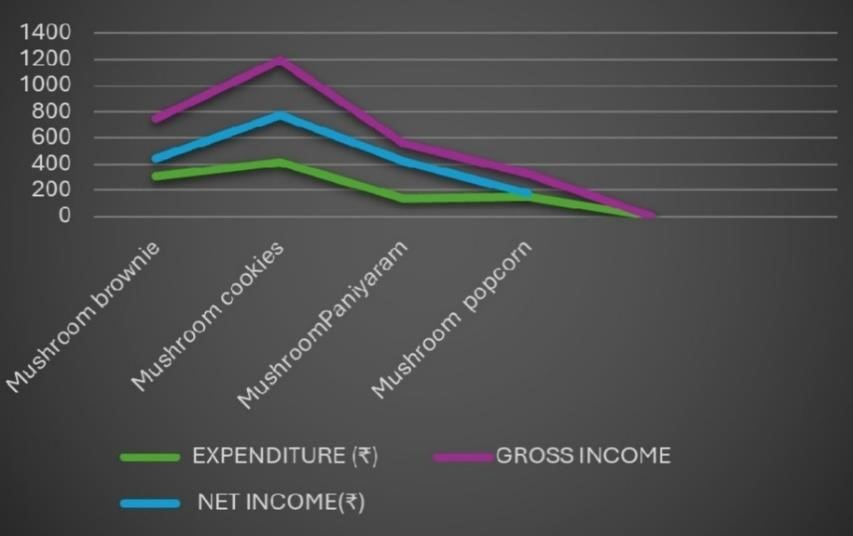 1400
1200
1000
800
600
400
200
0
Mushroom brownie
Mushroom cookies
MushroomPaniyaram
Mushroom popcorn
EXPENDITURE (₹)
GROSS INCOME
NET INCOME(₹)